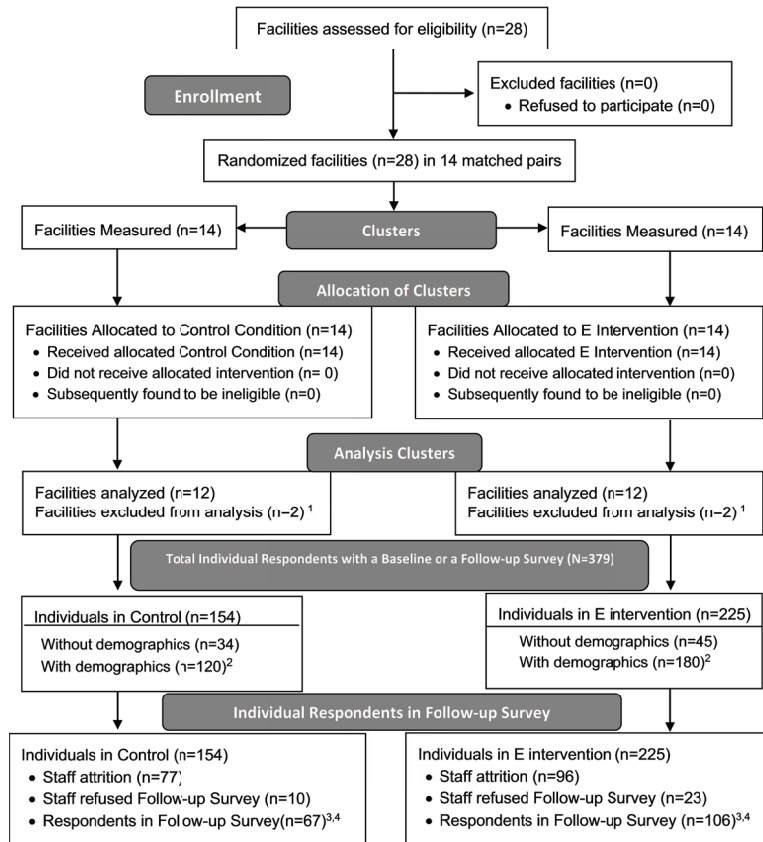 Facilities assessed for eligibility (n=28)
Enrollment
Excluded facilities (n=0)
• Refused to participate (n=0)
Randomized facilities (n=28) in 14 matched pairs
Facilities Measured (n=14)
Clusters
Facilities Measured (n=14)
Allocation of Clusters
Facilities Allocated to Control Condition (n=14)
• Received allocated Control Condition (n=14)
• Did not receive allocated intervention (n= 0)
• Subsequently found to be ineligible (n=0)
Facilities Allocated to E Intervention (n=14)
• Received allocated E Intervention (n=14)
• Did not receive allocated intervention (n=0)
• Subsequently found to be ineligible (n=0)
Analysis Clusters
Facilities analyzed (n=12)
Facilities excluded from analysis (n=2) ¹
Facilities analyzed (n=12)
Facilities excluded from analysis (n=2) ¹
Total Individual Respondents with a Baseline or a Follow-up Survey (N=379)
Individuals in Control (n=154)
Without demographics (n=34)
With demographics (n=120)²
Individuals in E intervention (n=225)
Without demographics (n=45)
With demographics (n=180)²
Individual Respondents in Follow-up Survey
Individuals in Control (n=154)
• Staff attrition (n=77)
• Staff refused Follow-up Survey (n=10)
• Respondents in Follow-up Survey(n=67)³,⁴
Individuals in E intervention (n=225)
• Staff attrition (n=96)
• Staff refused Follow-up Survey (n=23)
• Respondents in Follow-up Survey (n=106)³,⁴